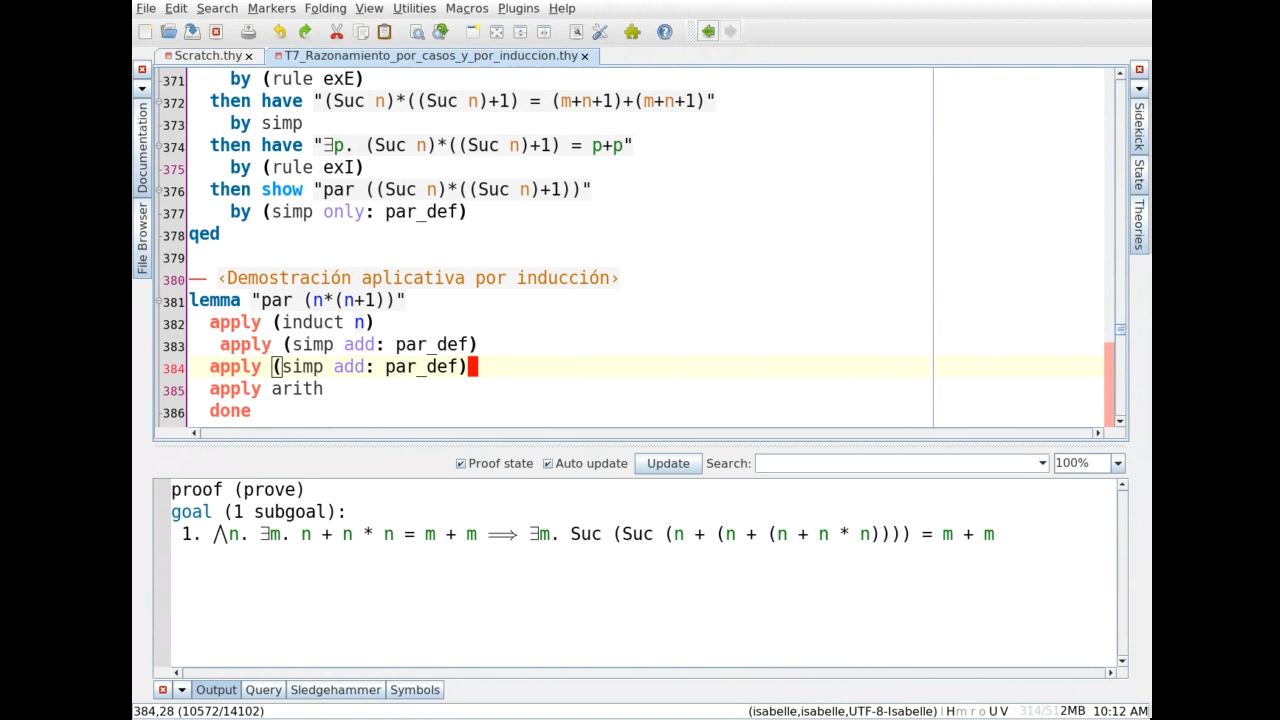 File Edit Search Markers Folding View Utilities Macros Plugins Help
Scratch.thy T7_Razonamiento_por_casos_y_por_induccion.thy
371 by (rule exE)
372 then have "(Suc n)*((Suc n)+1) = (m+n+1)+(m+n+1)"
373 by simp
374 then have "∃p. (Suc n)*((Suc n)+1) = p+p"
375 by (rule exI)
376 then show "par ((Suc n)*((Suc n)+1))"
377 by (simp only: par_def)
378 qed
379
380 — ‹Demostración aplicativa por inducción›
381 lemma "par (n*(n+1))"
382 apply (induct n)
383 apply (simp add: par_def)
384 apply (simp add: par_def)
385 apply arith
386 done
Documentation
File Browser
Sidekick
State
Theories
Proof state Auto update Update Search: 100%
proof (prove)
goal (1 subgoal):
1. ⋀n. ∃m. n + n * n = m + m ⟹ ∃m. Suc (Suc (n + (n + (n + n * n)))) = m + m
Output Query Sledgehammer Symbols
384,28 (10572/14102) (isabelle,isabelle,UTF-8-Isabelle) | H m r o U V 314/512MB 10:12 AM